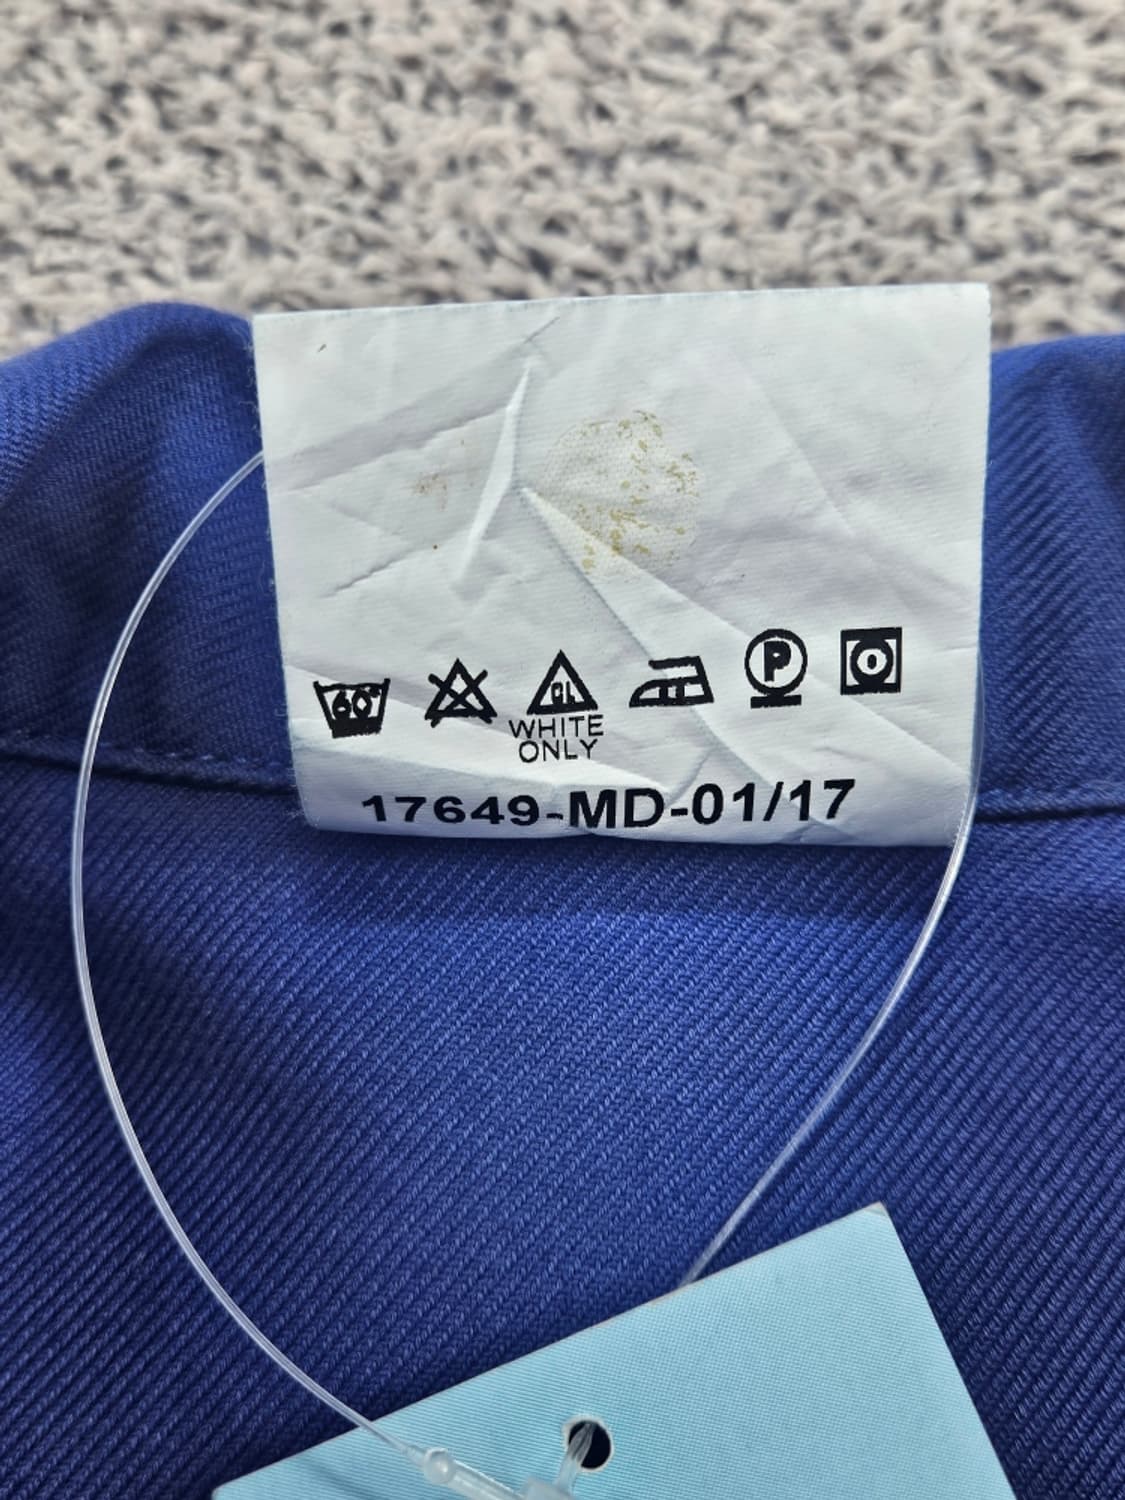 60°
CL
P
O
WHITE
ONLY
17649-MD-01/17